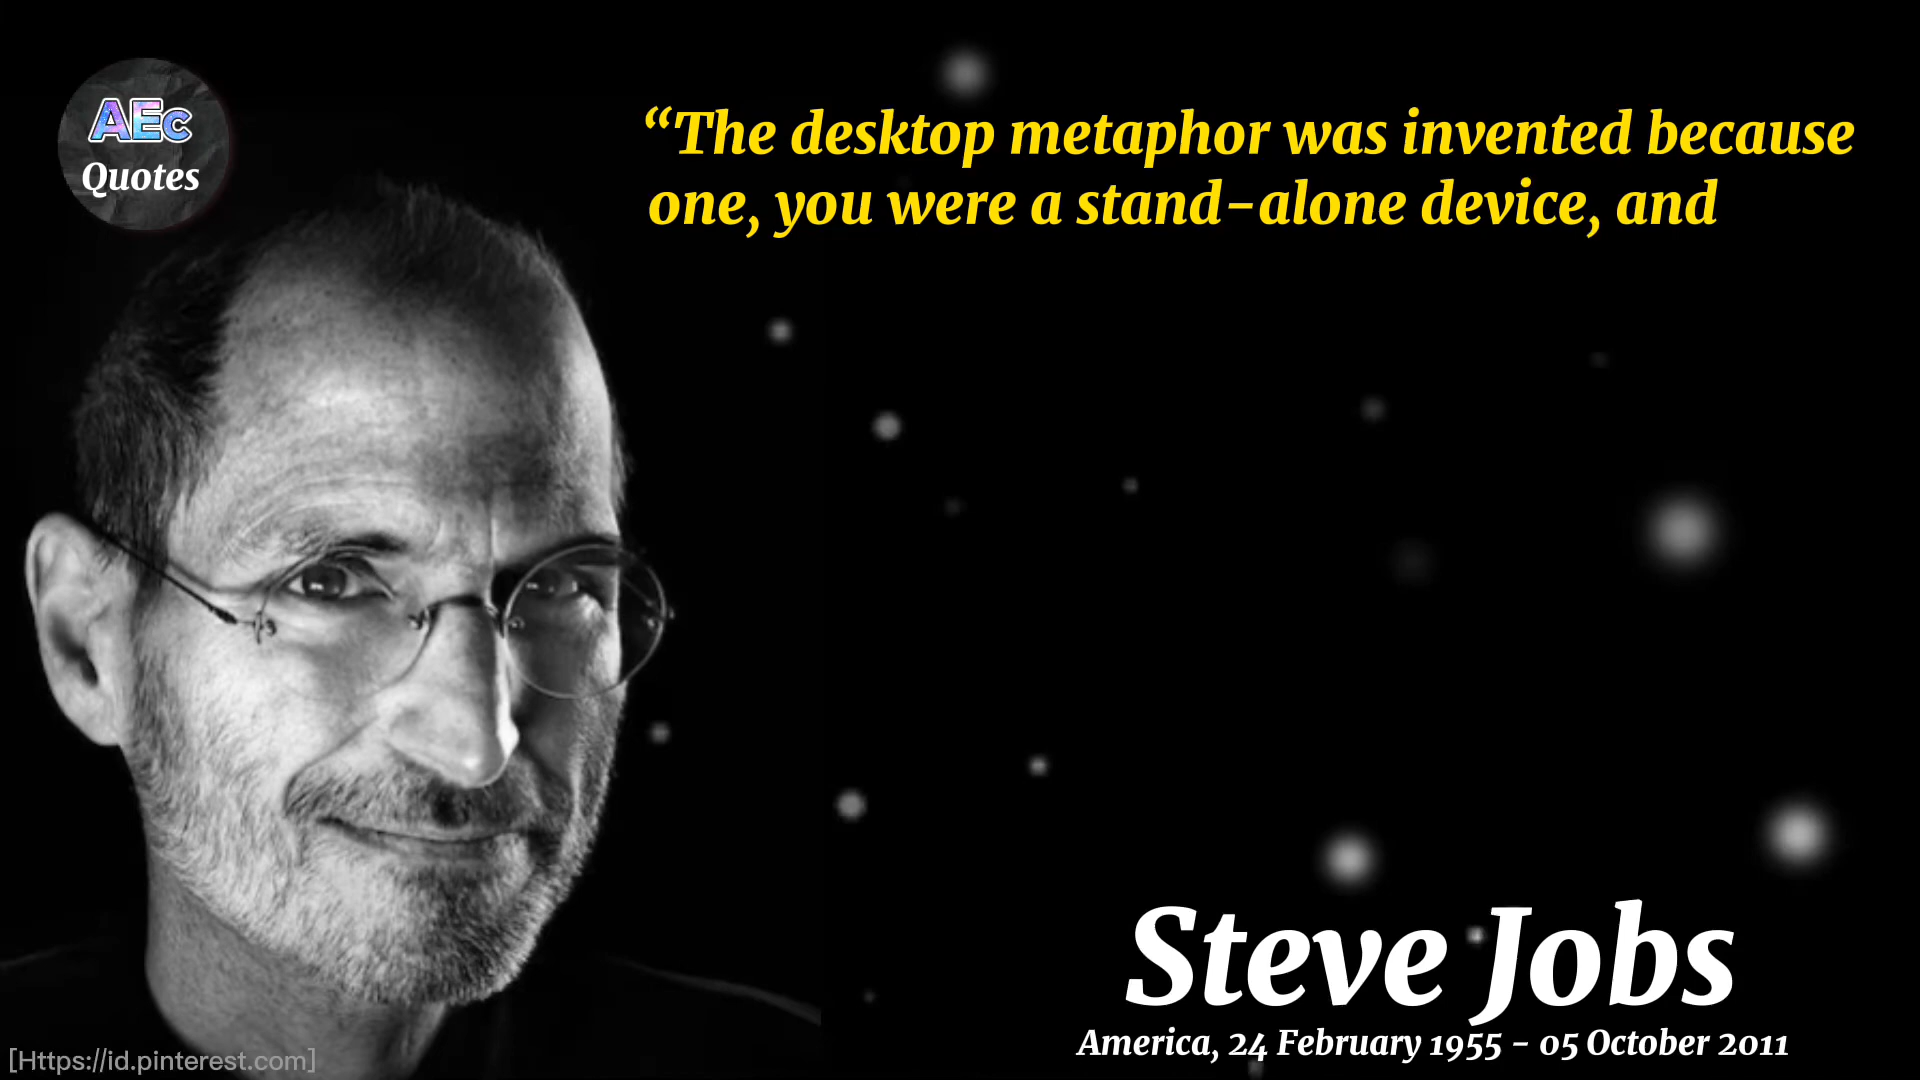 AEc
Quotes
“The desktop metaphor was invented because
one, you were a stand-alone device, and
Steve Jobs
America, 24 February 1955 - 05 October 2011
[Https://id.pinterest.com]